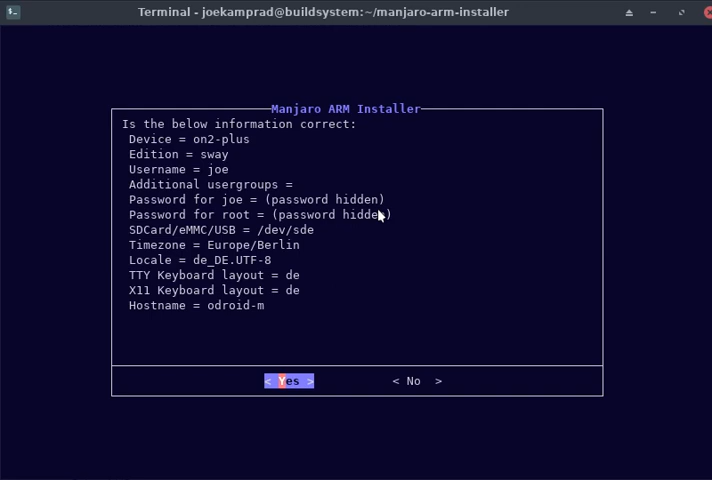 Terminal - joekamprad@buildsystem:~/manjaro-arm-installer
Manjaro ARM Installer
Is the below information correct:
Device = on2-plus
Edition = sway
Username = joe
Additional usergroups =
Password for joe = (password hidden)
Password for root = (password hidden)
SDCard/eMMC/USB = /dev/sde
Timezone = Europe/Berlin
Locale = de_DE.UTF-8
TTY Keyboard layout = de
X11 Keyboard layout = de
Hostname = odroid-m
< Yes > < No >